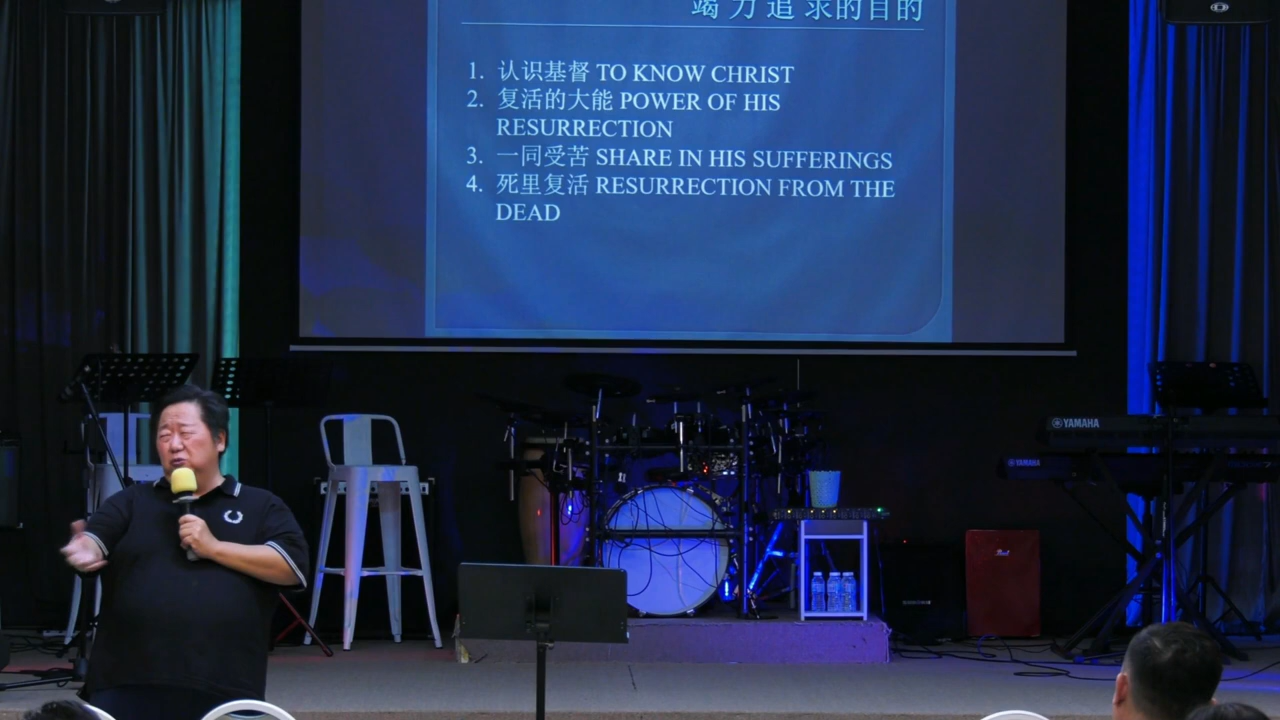 竭力追求的目的
1. 认识基督 TO KNOW CHRIST
2. 复活的大能 POWER OF HIS
RESURRECTION
3. 一同受苦 SHARE IN HIS SUFFERINGS
4. 死里复活 RESURRECTION FROM THE
DEAD
YAMAHA
YAMAHA
Pearl